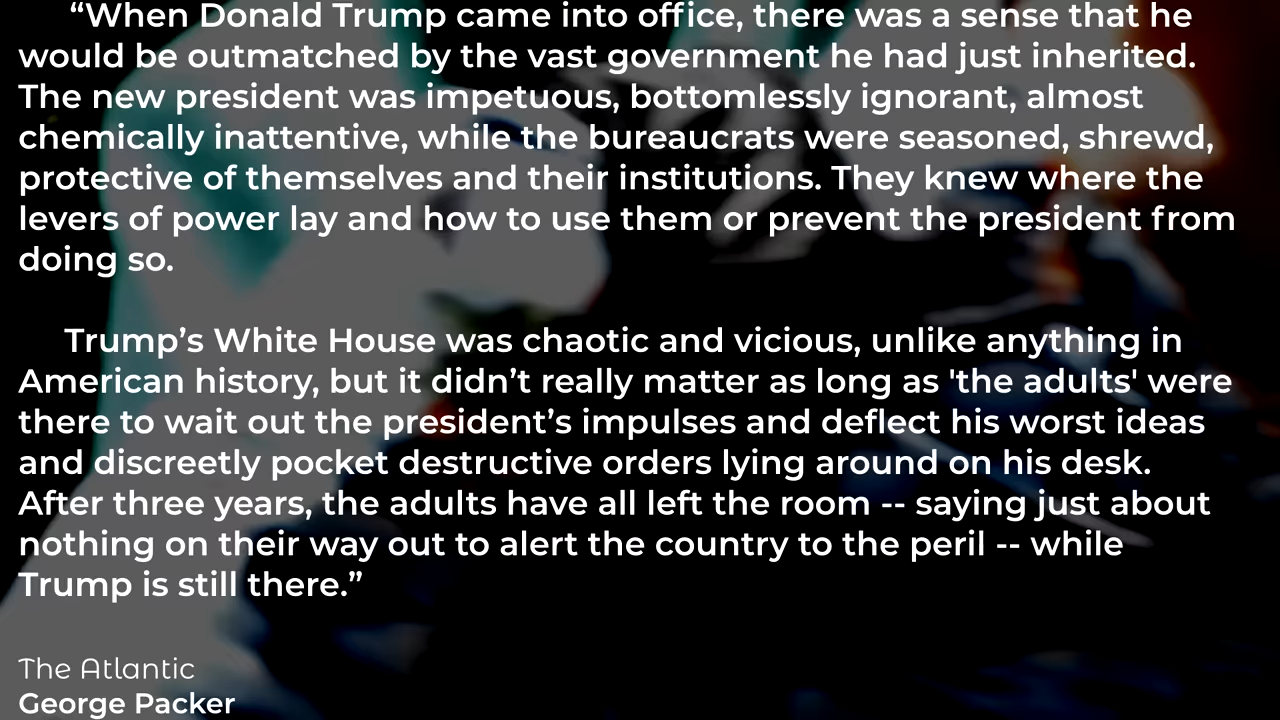 “When Donald Trump came into office, there was a sense that he
would be outmatched by the vast government he had just inherited.
The new president was impetuous, bottomlessly ignorant, almost
chemically inattentive, while the bureaucrats were seasoned, shrewd,
protective of themselves and their institutions. They knew where the
levers of power lay and how to use them or prevent the president from
doing so.
Trump’s White House was chaotic and vicious, unlike anything in
American history, but it didn’t really matter as long as 'the adults' were
there to wait out the president’s impulses and deflect his worst ideas
and discreetly pocket destructive orders lying around on his desk.
After three years, the adults have all left the room -- saying just about
nothing on their way out to alert the country to the peril -- while
Trump is still there.”
The Atlantic
George Packer